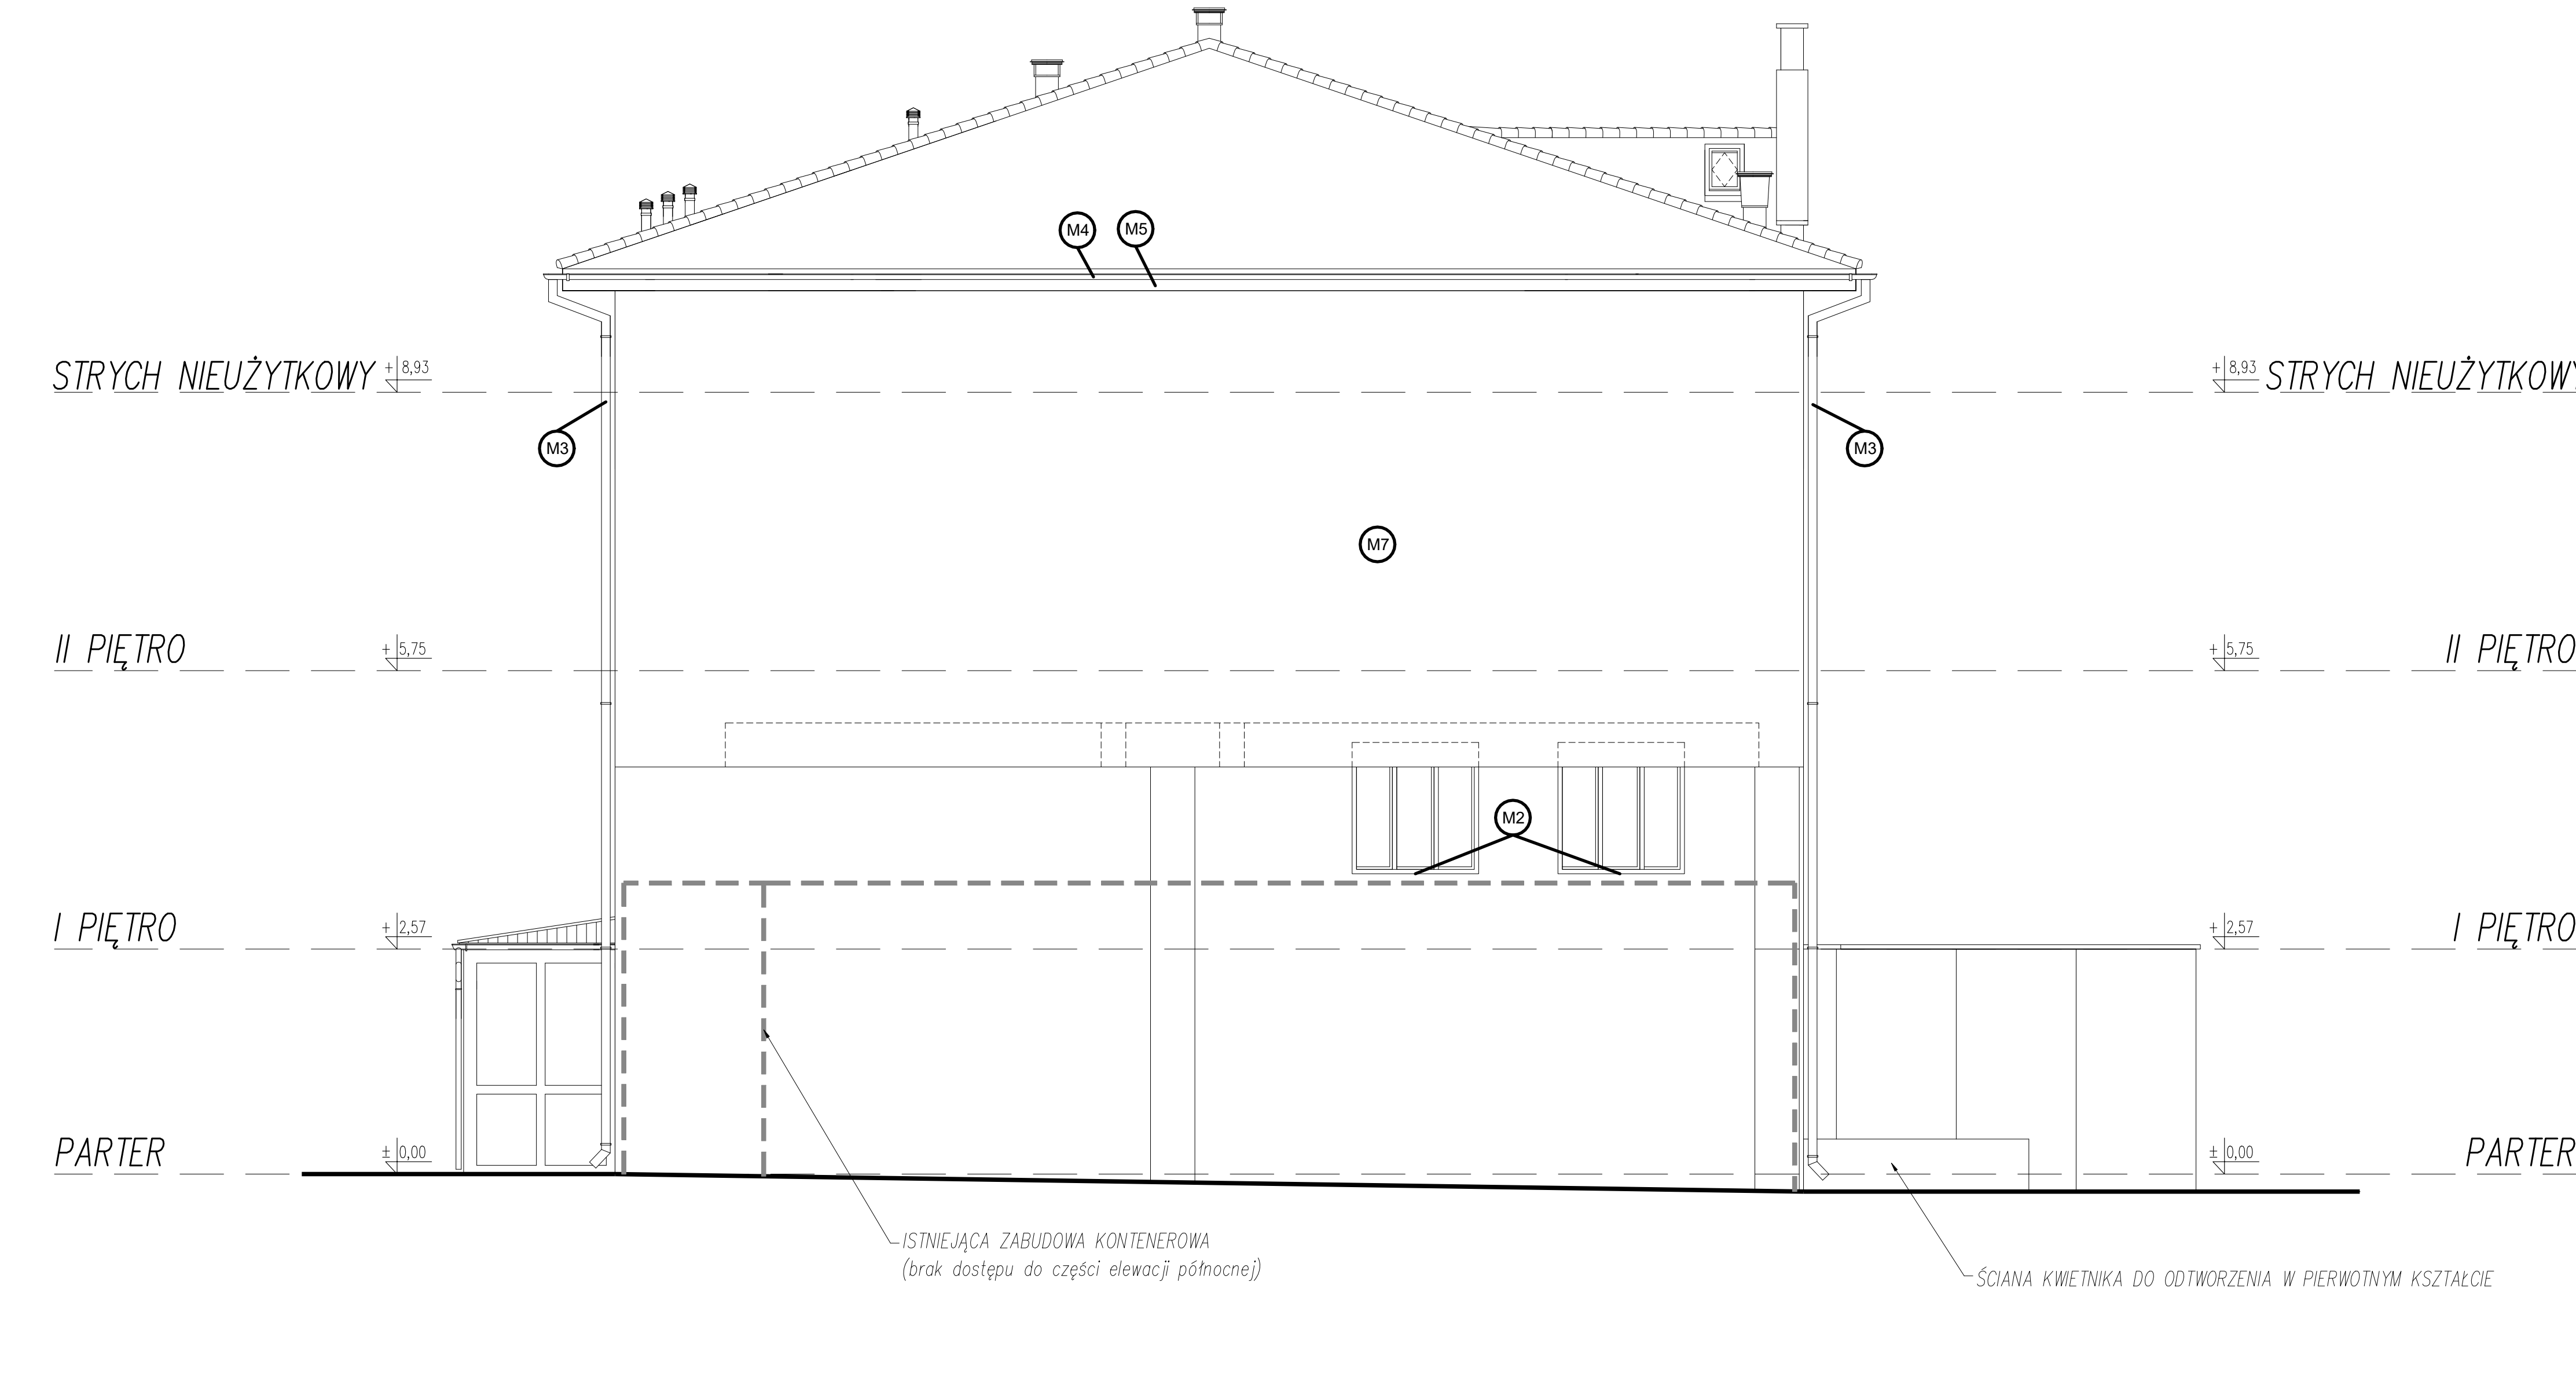 M4 M5
STRYCH NIEUŻYTKOWY + 8,93
+ 8,93 STRYCH NIEUŻYTKOWY
M3
M3
M7
II PIĘTRO + 5,75
+ 5,75 II PIĘTRO
M2
I PIĘTRO + 2,57
+ 2,57 I PIĘTRO
PARTER ± 0,00
± 0,00 PARTER
ISTNIEJĄCA ZABUDOWA KONTENEROWA
(brak dostępu do części elewacji północnej)
ŚCIANA KWIETNIKA DO ODTWORZENIA W PIERWOTNYM KSZTAŁCIE